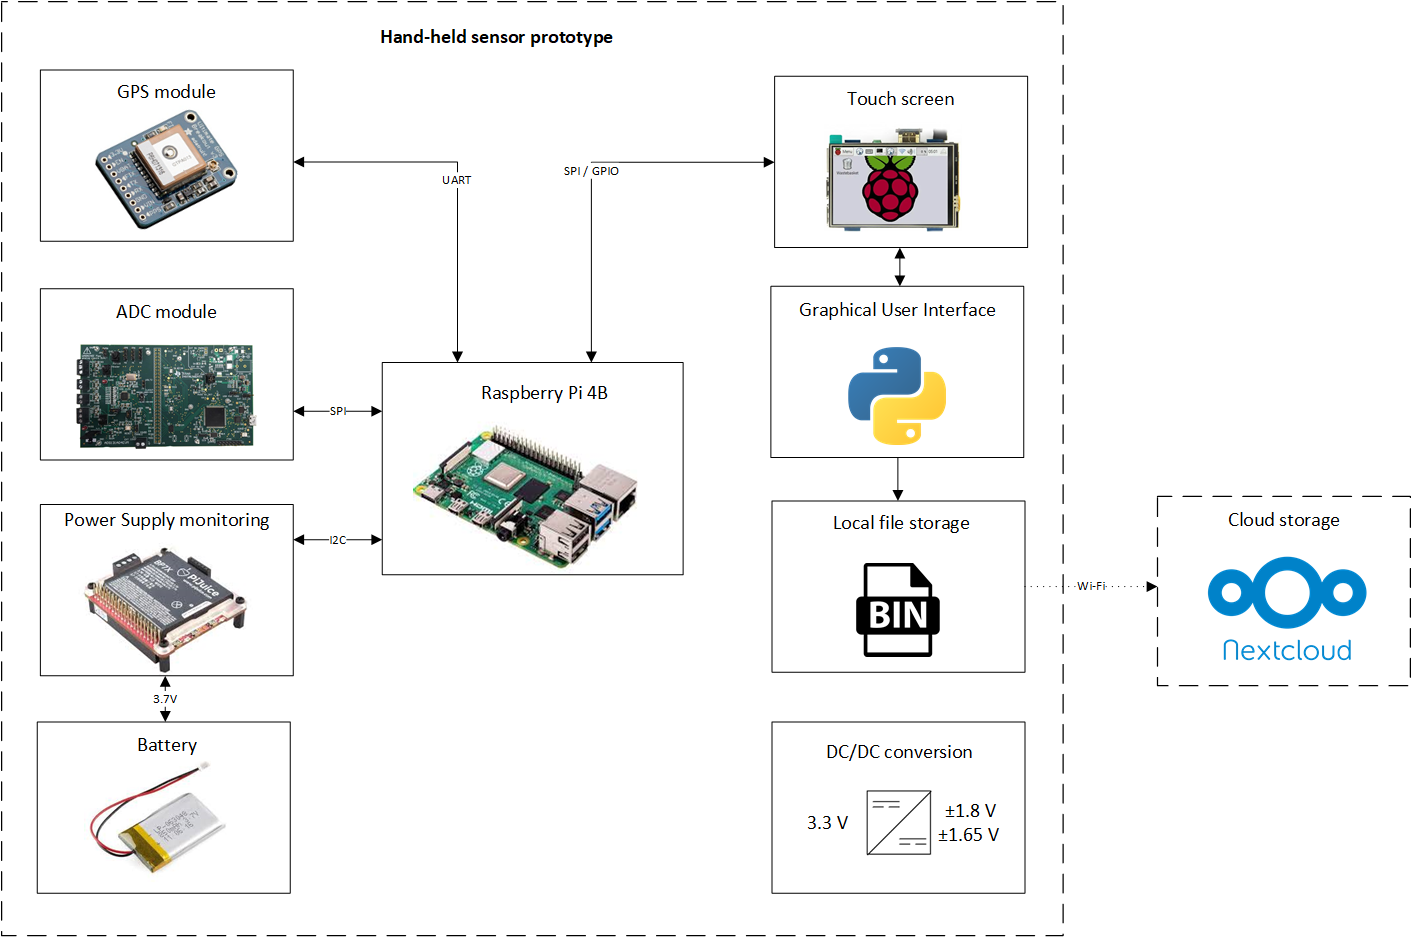 Hand-held sensor prototype
GPS module
Touch screen
UART
SPI / GPIO
ADC module
Graphical User Interface
Raspberry Pi 4B
SPI
Power Supply monitoring
I2C
BP7X
PiJuice
Local file storage
BIN
Cloud storage
Wi-Fi
Nextcloud
3.7V
Battery
DC/DC conversion
3.3 V
±1.8 V
±1.65 V